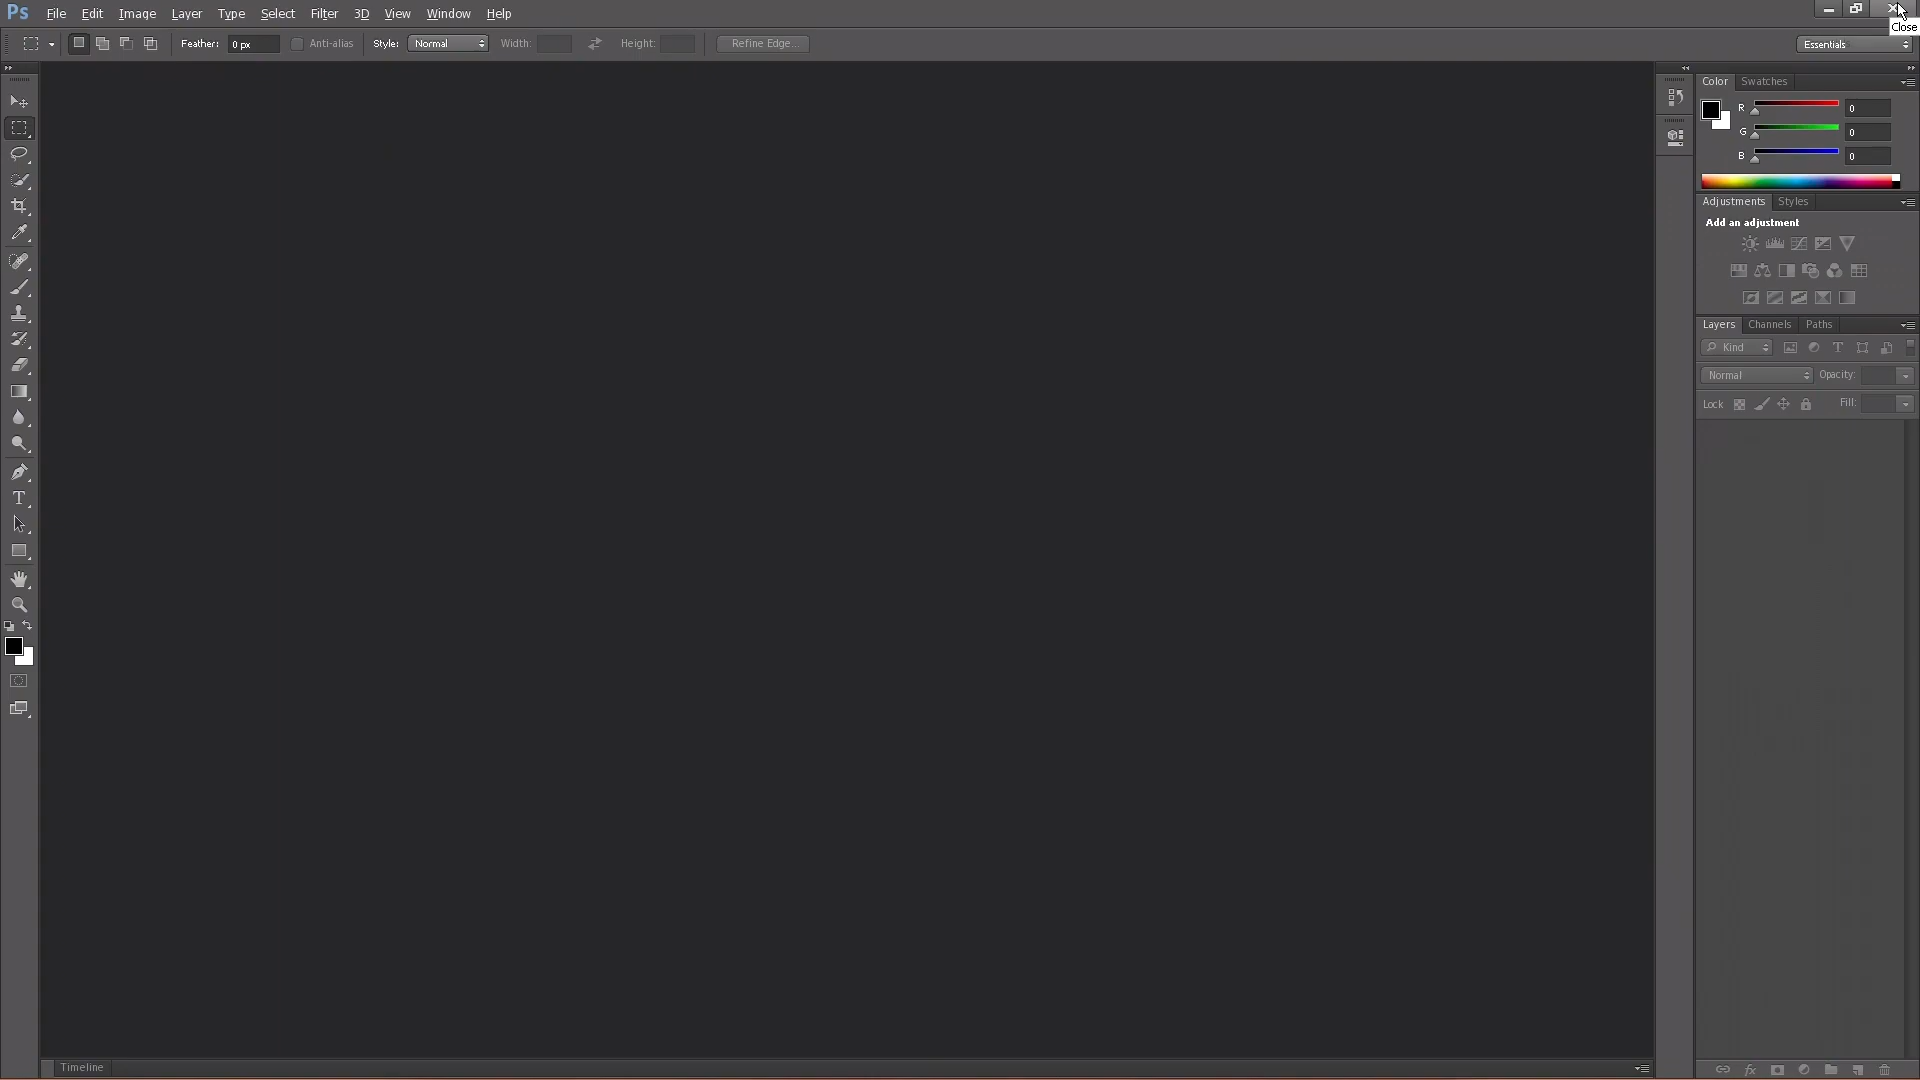 Ps File Edit Image Layer Type Select Filter 3D View Window Help
Close
Feather: 0 px Anti-alias Style: Normal Width: Height: Refine Edge... Essentials
Color Swatches
R 0
G 0
B 0
Adjustments Styles
Add an adjustment
Layers Channels Paths
Kind
Normal Opacity:
Lock Fill:
Timeline